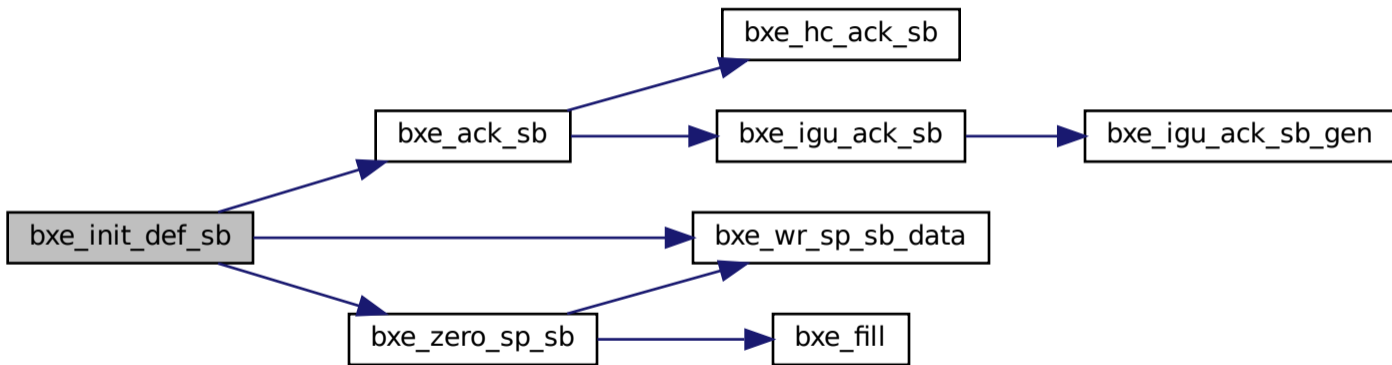 bxe_hc_ack_sb
bxe_ack_sb
bxe_igu_ack_sb
bxe_igu_ack_sb_gen
bxe_init_def_sb
bxe_wr_sp_sb_data
bxe_zero_sp_sb
bxe_fill